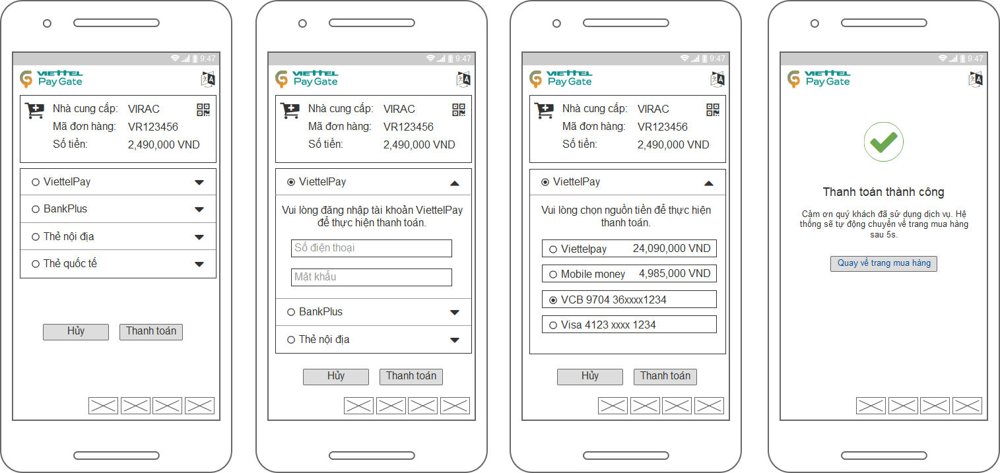 9:47
VIETTEL
Pay Gate
Nhà cung cấp: VIRAC
Mã đơn hàng: VR123456
Số tiền: 2,490,000 VND
ViettelPay
BankPlus
Thẻ nội địa
Thẻ quốc tế
Hủy Thanh toán
9:47
VIETTEL
Pay Gate
Nhà cung cấp: VIRAC
Mã đơn hàng: VR123456
Số tiền: 2,490,000 VND
ViettelPay
Vui lòng đăng nhập tài khoản ViettelPay
để thực hiện thanh toán.
Số điện thoại
Mật khẩu
BankPlus
Thẻ nội địa
Hủy Thanh toán
9:47
VIETTEL
Pay Gate
Nhà cung cấp: VIRAC
Mã đơn hàng: VR123456
Số tiền: 2,490,000 VND
ViettelPay
Vui lòng chọn nguồn tiền để thực hiện
thanh toán.
Viettelpay 24,090,000 VND
Mobile money 4,985,000 VND
VCB 9704 36xxxx1234
Visa 4123 xxxx 1234
Hủy Thanh toán
9:47
VIETTEL
Pay Gate
Thanh toán thành công
Cảm ơn quý khách đã sử dụng dịch vụ. Hệ
thống sẽ tự động chuyển về trang mua hàng
sau 5s.
Quay về trang mua hàng